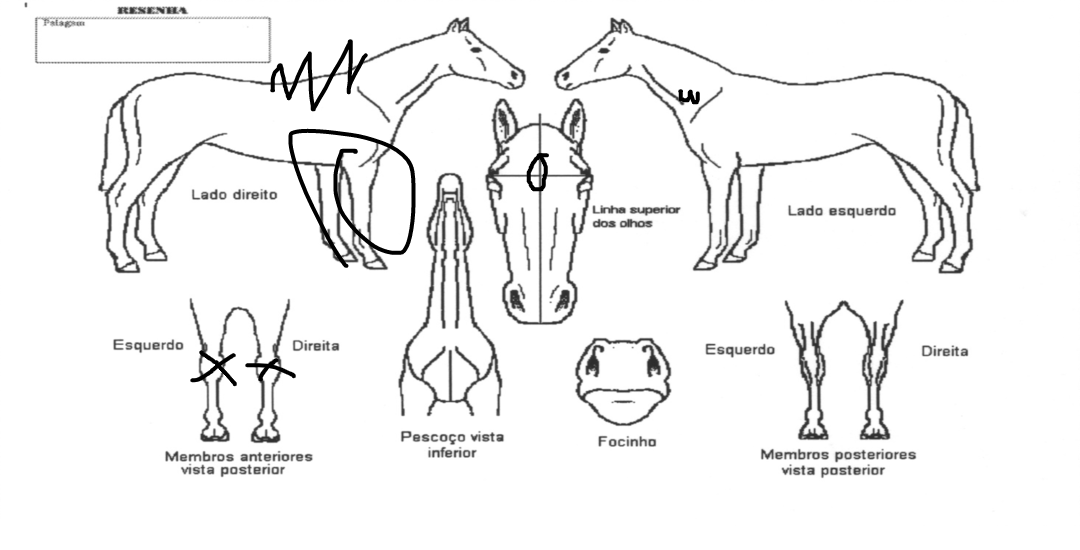 RESENHA
Pelagem
Lado direito
Linha superior
dos olhos
Lado esquerdo
Esquerdo
Direita
Esquerdo
Direita
Pescoço vista
inferior
Focinho
Membros anteriores
vista posterior
Membros posteriores
vista posterior